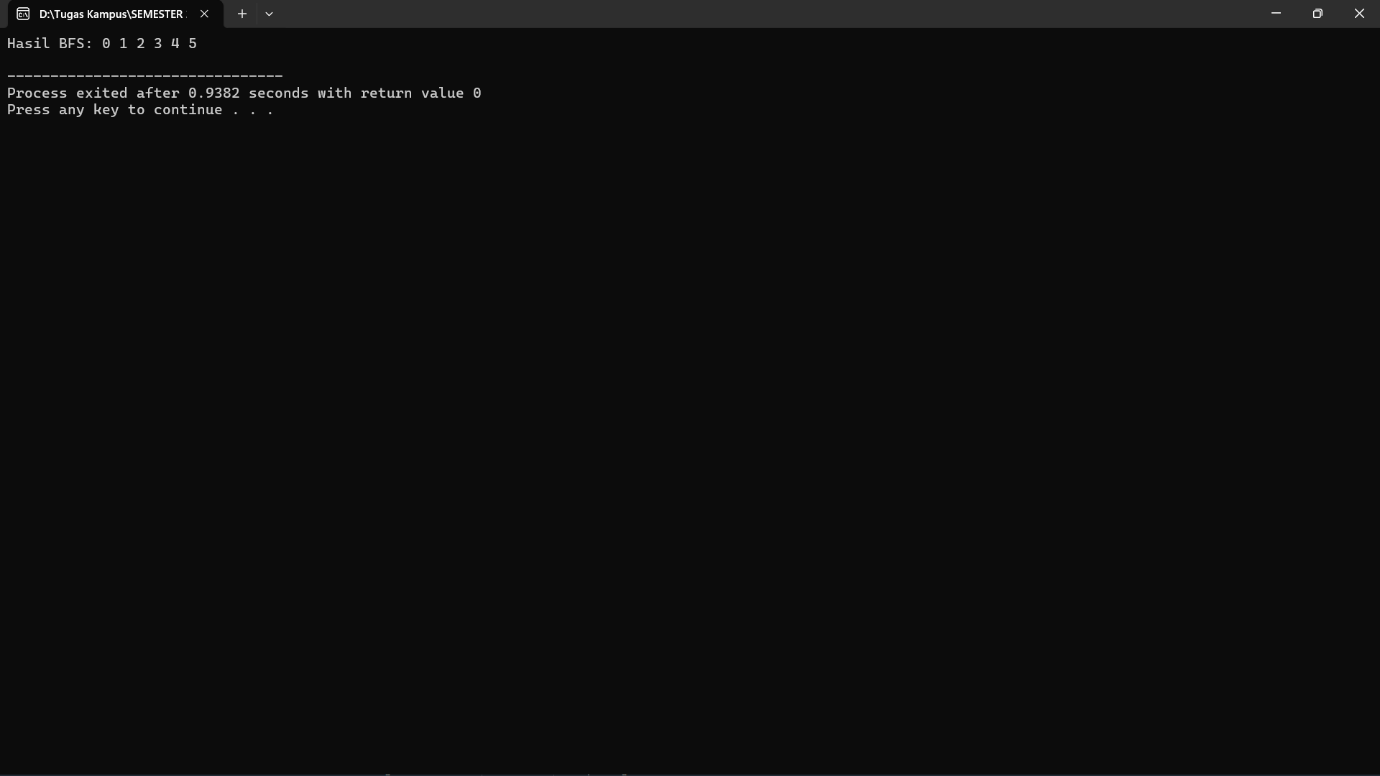 D:\Tugas Kampus\SEMESTER
Hasil BFS: 0 1 2 3 4 5
--------------------------------
Process exited after 0.9382 seconds with return value 0
Press any key to continue . . .